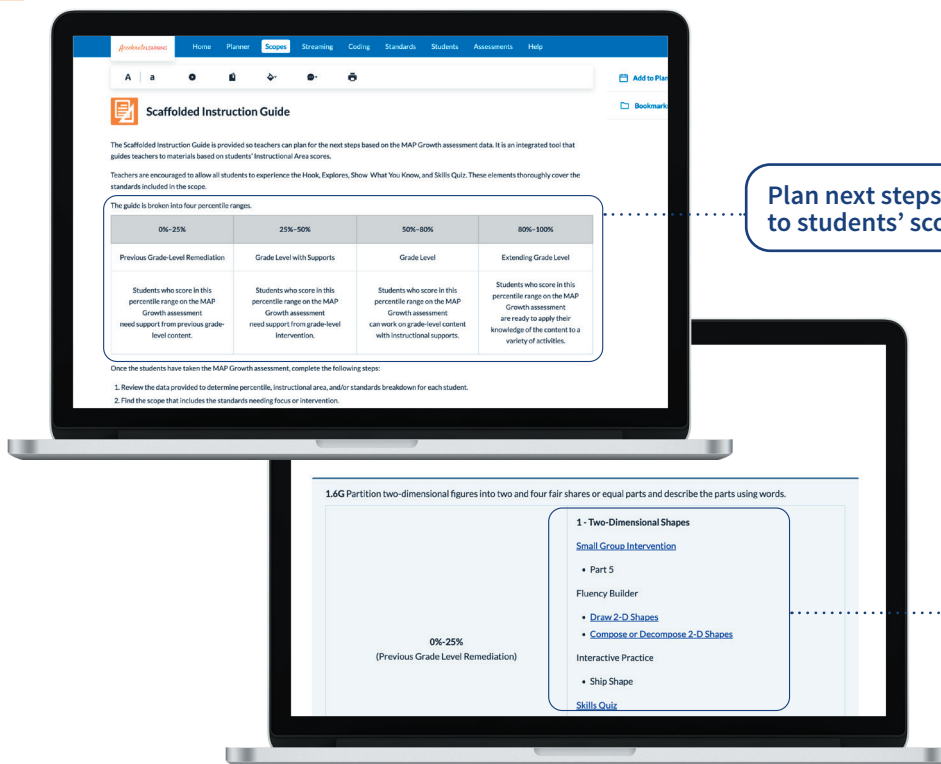 AccelerateLearning Home Planner Scopes Streaming Coding Standards Students Assessments Help
A a
Add to Plan
Bookmark
Scaffolded Instruction Guide
The Scaffolded Instruction Guide is provided so teachers can plan for the next steps based on the MAP Growth assessment data. It is an integrated tool that
guides teachers to materials based on students' Instructional Area scores.
Teachers are encouraged to allow all students to experience the Hook, Explores, Show What You Know, and Skills Quiz. These elements thoroughly cover the
standards included in the scope.
The guide is broken into four percentile ranges.
0%–25% 25%–50% 50%–80% 80%–100%
Previous Grade-Level Remediation Grade Level with Supports Grade Level Extending Grade Level
Students who score in this
percentile range on the MAP
Growth assessment
need support from previous grade-
level content.
Students who score in this
percentile range on the MAP
Growth assessment
need support from grade-level
intervention.
Students who score in this
percentile range on the MAP
Growth assessment
can work on grade-level content
with instructional supports.
Students who score in this
percentile range on the MAP
Growth assessment
are ready to apply their
knowledge of the content to a
variety of activities.
Once the students have taken the MAP Growth assessment, complete the following steps:
1. Review the data provided to determine percentile, instructional area, and/or standards breakdown for each student.
2. Find the scope that includes the standards needing focus or intervention.
Plan next steps
to students' sco
1.6G Partition two-dimensional figures into two and four fair shares or equal parts and describe the parts using words.
0%-25%
(Previous Grade Level Remediation)
1 - Two-Dimensional Shapes
Small Group Intervention
• Part 5
Fluency Builder
• Draw 2-D Shapes
• Compose or Decompose 2-D Shapes
Interactive Practice
• Ship Shape
Skills Quiz